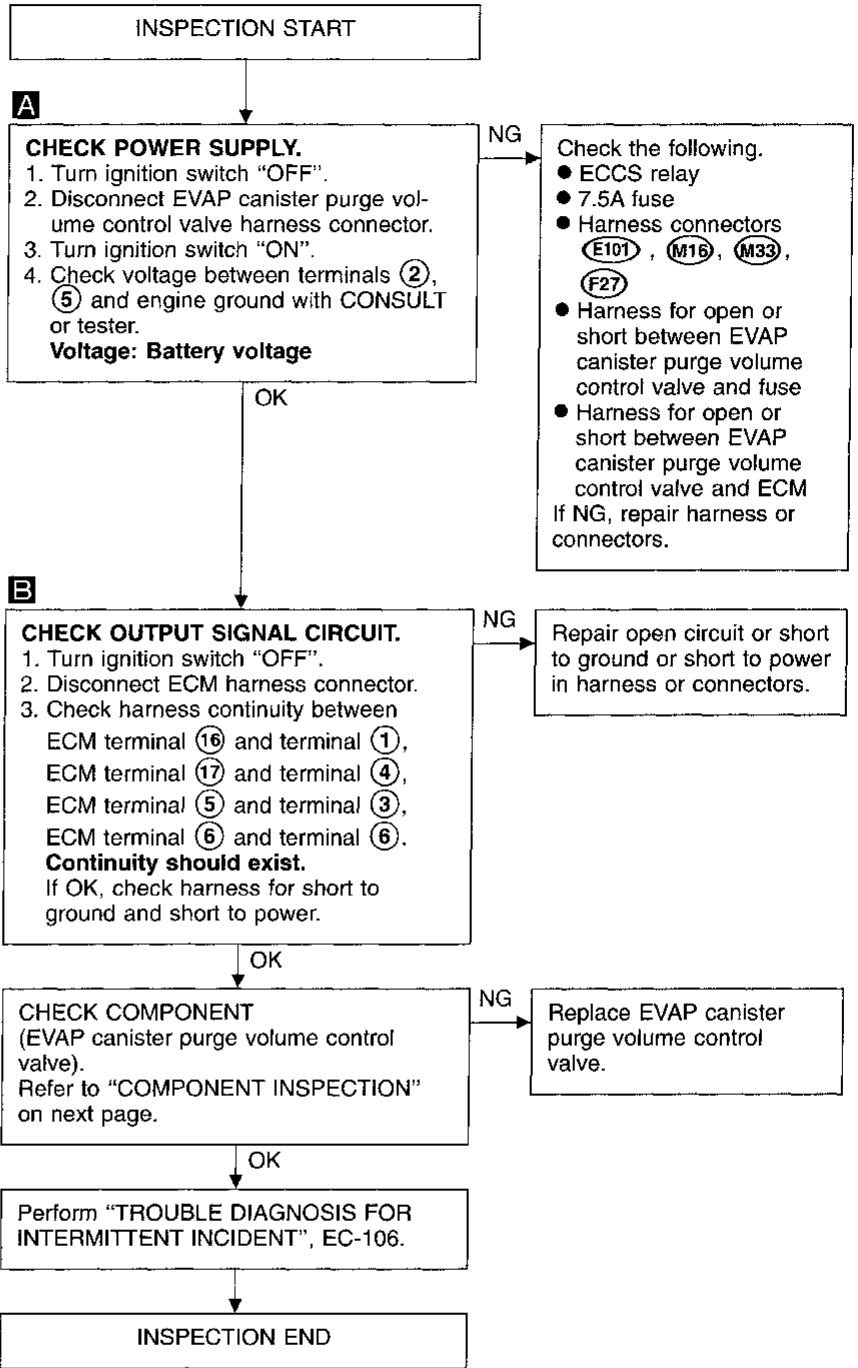 INSPECTION START
A
CHECK POWER SUPPLY.
1. Turn ignition switch “OFF”.
2. Disconnect EVAP canister purge vol-
ume control valve harness connector.
3. Turn ignition switch “ON”.
4. Check voltage between terminals ②,
⑤ and engine ground with CONSULT
or tester.
Voltage: Battery voltage
NG
Check the following.
● ECCS relay
● 7.5A fuse
● Harness connectors
E101 , M16, M33,
F27
● Harness for open or
short between EVAP
canister purge volume
control valve and fuse
● Harness for open or
short between EVAP
canister purge volume
control valve and ECM
If NG, repair harness or
connectors.
OK
B
CHECK OUTPUT SIGNAL CIRCUIT.
1. Turn ignition switch “OFF”.
2. Disconnect ECM harness connector.
3. Check harness continuity between
ECM terminal ⑯ and terminal ①,
ECM terminal ⑰ and terminal ④,
ECM terminal ⑤ and terminal ③,
ECM terminal ⑥ and terminal ⑥.
Continuity should exist.
If OK, check harness for short to
ground and short to power.
NG
Repair open circuit or short
to ground or short to power
in harness or connectors.
OK
CHECK COMPONENT
(EVAP canister purge volume control
valve).
Refer to “COMPONENT INSPECTION”
on next page.
NG
Replace EVAP canister
purge volume control
valve.
OK
Perform “TROUBLE DIAGNOSIS FOR
INTERMITTENT INCIDENT”, EC-106.
INSPECTION END